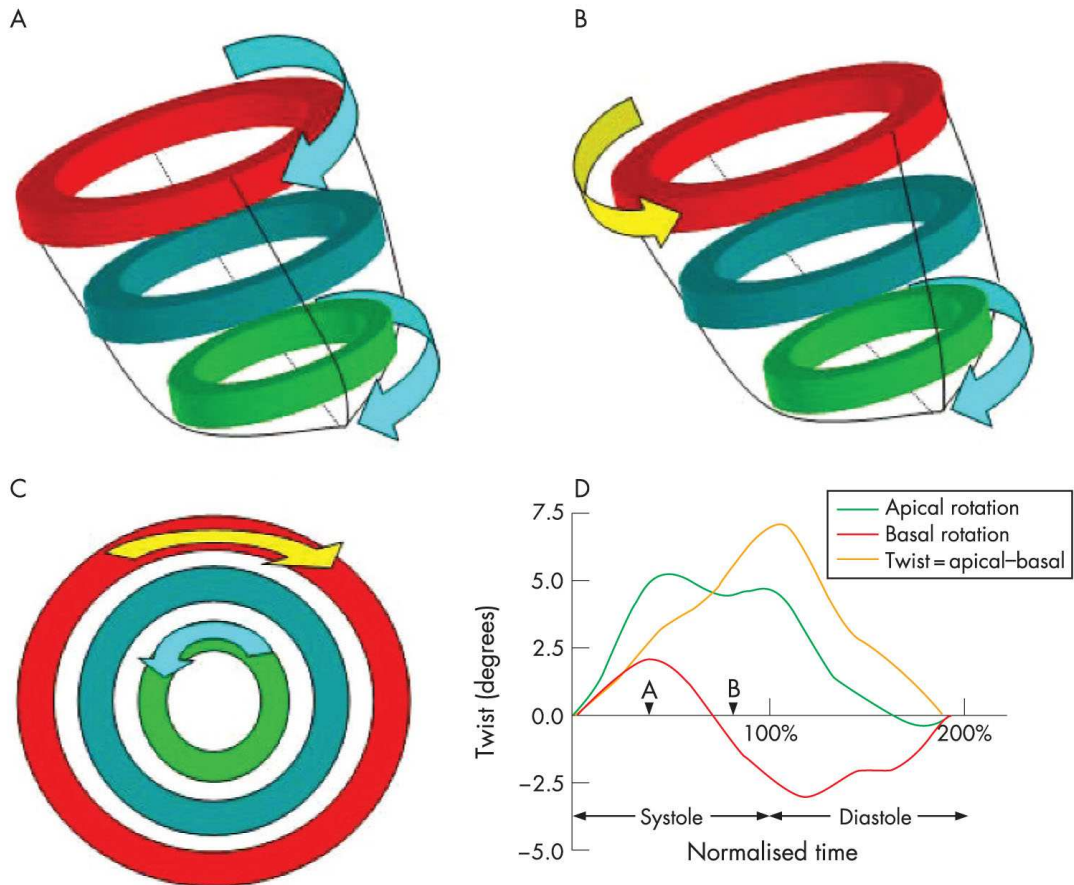 A
B
C
D
Apical rotation
Basal rotation
Twist = apical–basal
7.5
5.0
2.5
0.0
−2.5
−5.0
Twist (degrees)
A
B
100%
200%
Systole
Diastole
Normalised time